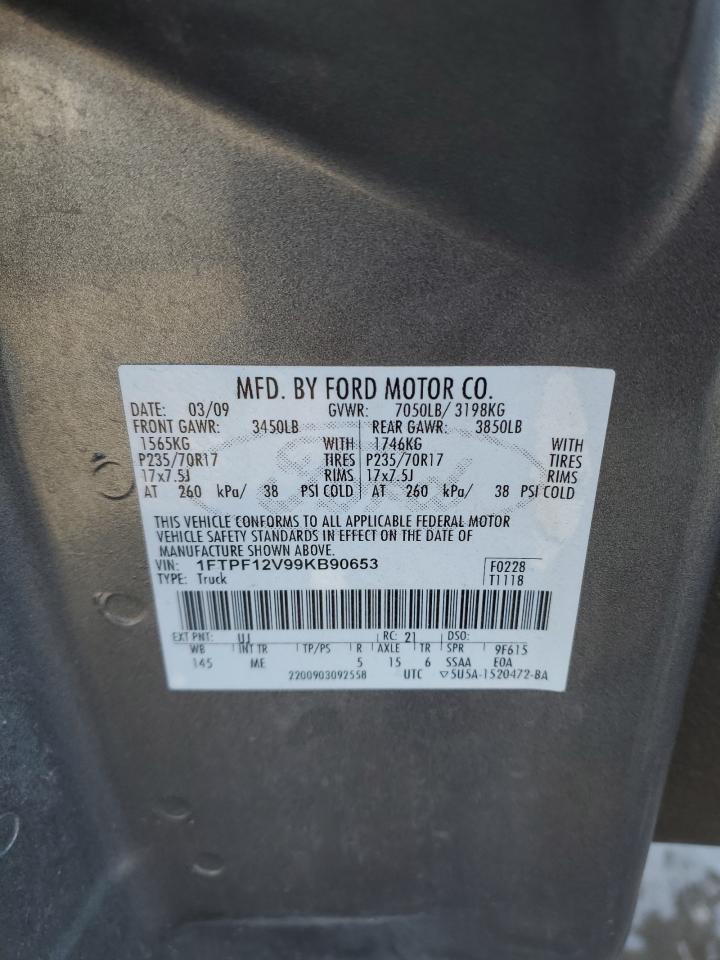 MFD. BY FORD MOTOR CO.
DATE: 03/09 GVWR: 7050LB/ 3198KG
FRONT GAWR: 3450LB REAR GAWR: 3850LB
1565KG WITH 1746KG WITH
P235/70R17 TIRES P235/70R17 TIRES
17x7.5J RIMS 17x7.5J RIMS
AT 260 kPa/ 38 PSI COLD AT 260 kPa/ 38 PSI COLD
THIS VEHICLE CONFORMS TO ALL APPLICABLE FEDERAL MOTOR
VEHICLE SAFETY STANDARDS IN EFFECT ON THE DATE OF
MANUFACTURE SHOWN ABOVE.
VIN: 1FTPF12V99KB90653 F0228
TYPE: Truck T1118
EXT PNT: UJ RC: 21 DSO:
WB INT TR TP/PS R AXLE TR SPR 9F615
145 ME 5 15 6 SSAA E0A
2200903092558 UTC ▽5U5A-1520472-BA